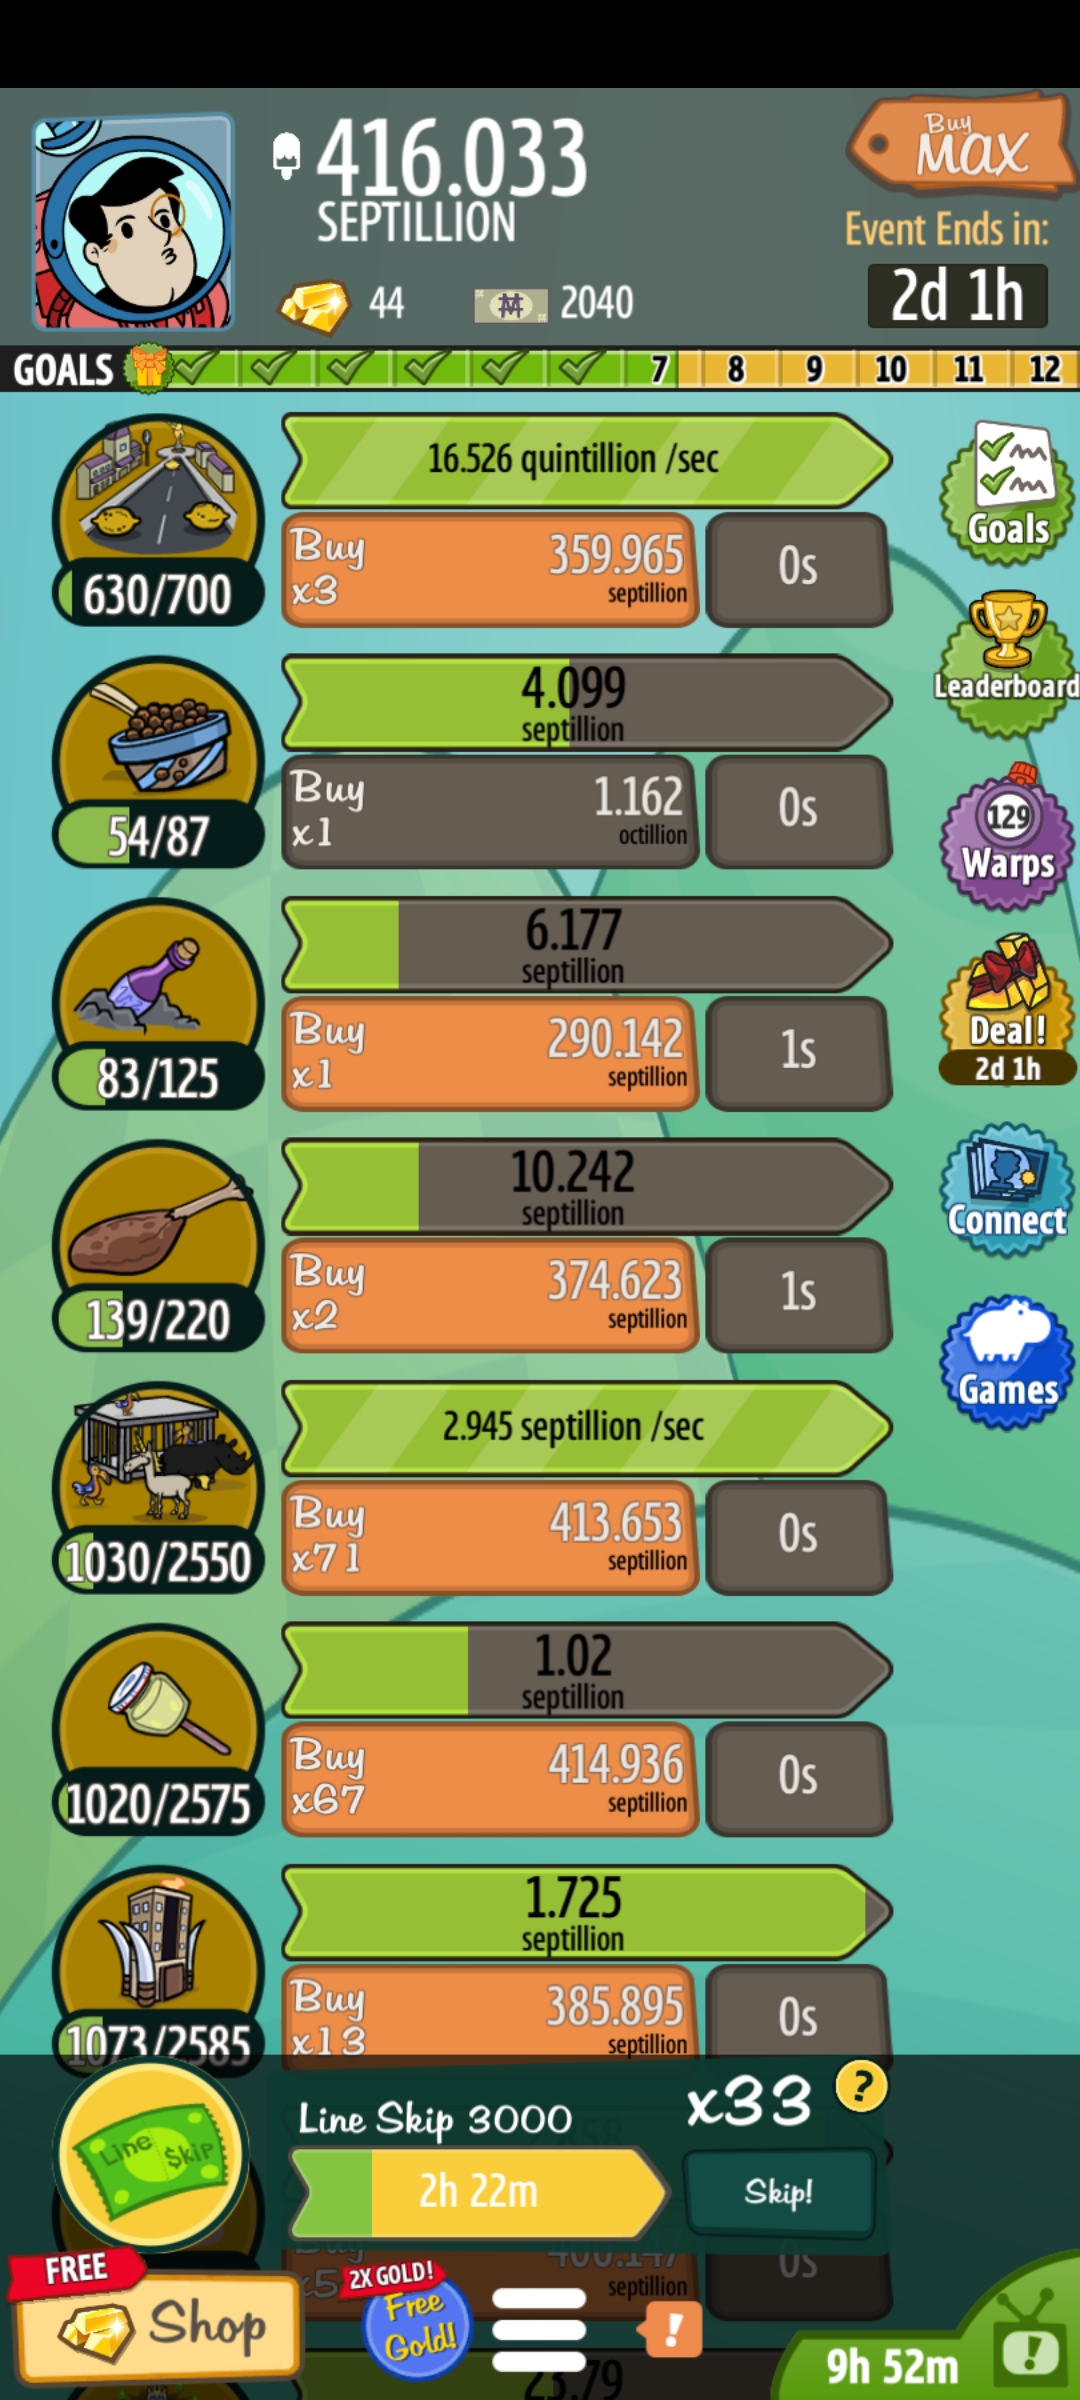 416.033
SEPTILLION
Buy
MAX
Event Ends in:
2d 1h
44
2040
GOALS
7 8 9 10 11 12
16.526 quintillion /sec
Buy
x3
359.965
septillion
0s
630/700
4.099
septillion
Buy
x1
1.162
octillion
0s
54/87
6.177
septillion
Buy
x1
290.142
septillion
1s
83/125
10.242
septillion
Buy
x2
374.623
septillion
1s
139/220
2.945 septillion /sec
Buy
x71
413.653
septillion
0s
1030/2550
1.02
septillion
Buy
x67
414.936
septillion
0s
1020/2575
1.725
septillion
Buy
x13
385.895
septillion
0s
1073/2585
Goals
Leaderboard
129
Warps
Deal!
2d 1h
Connect
Games
Line Skip
Line Skip 3000
x33
?
2h 22m
Skip!
septillion
0s
FREE
Shop
2X GOLD!
Free
Gold!
!
23.79
9h 52m
!